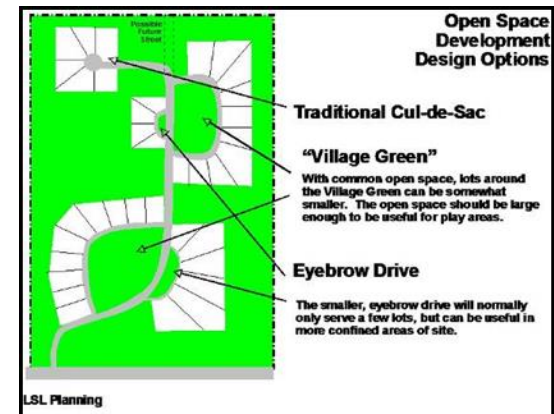 Possible
Future
Street
Open Space
Development
Design Options
Traditional Cul-de-Sac
“Village Green”
With common open space, lots around
the Village Green can be somewhat
smaller. The open space should be large
enough to be useful for play areas.
Eyebrow Drive
The smaller, eyebrow drive will normally
only serve a few lots, but can be useful in
more confined areas of site.
LSL Planning